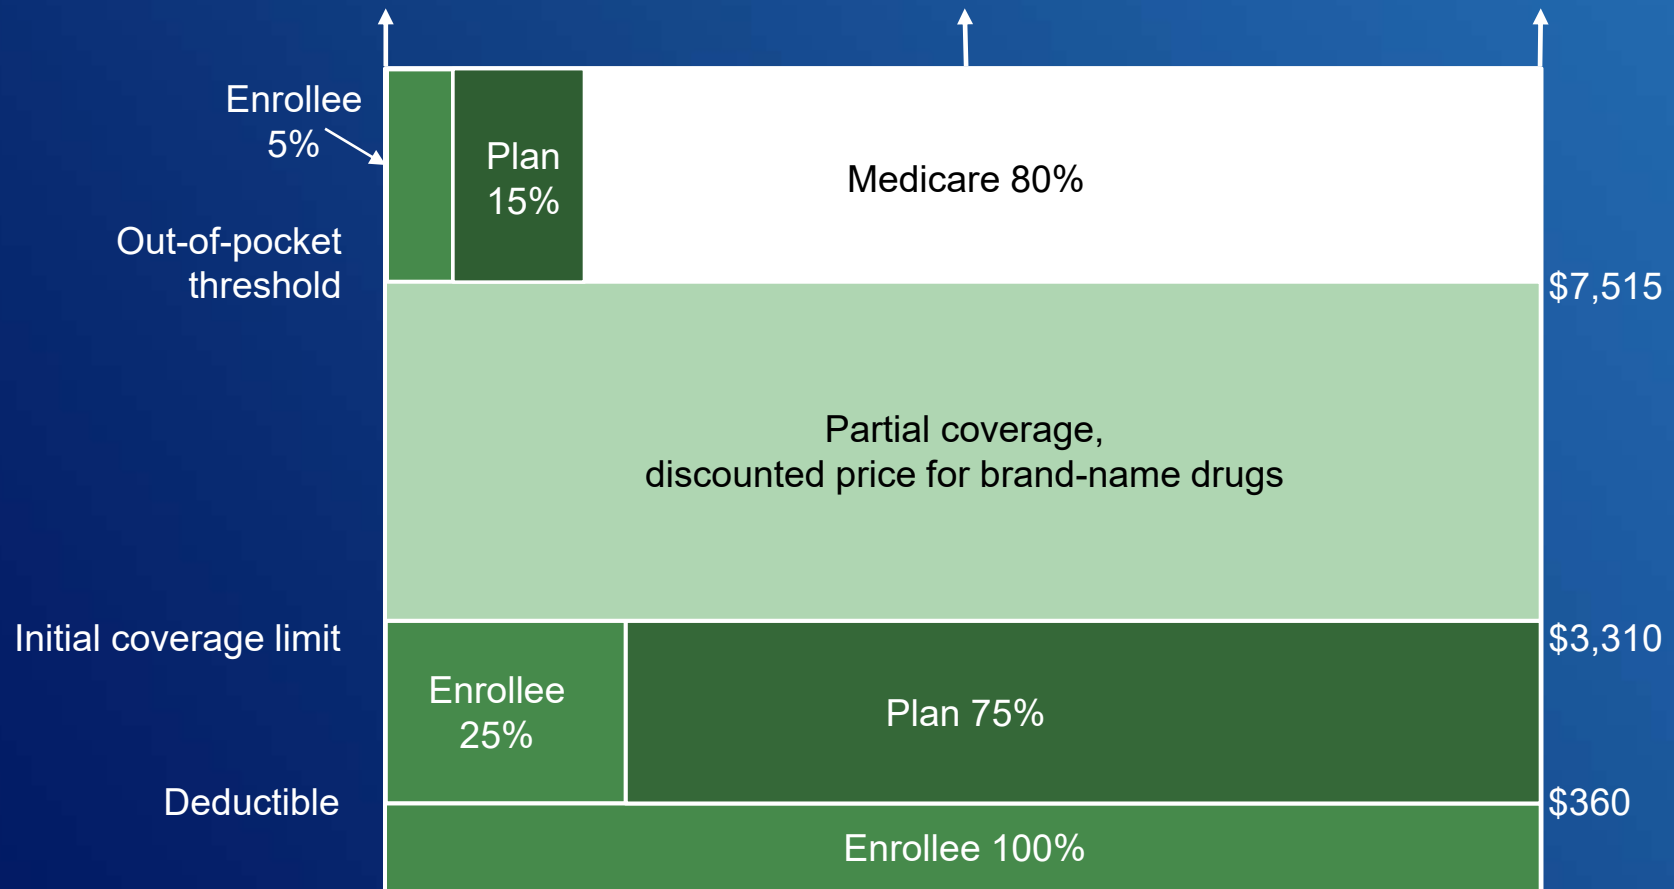 Enrollee
5%
Plan
15%
Medicare 80%
Out-of-pocket
threshold
$7,515
Partial coverage,
discounted price for brand-name drugs
Initial coverage limit
$3,310
Enrollee
25%
Plan 75%
Deductible
$360
Enrollee 100%